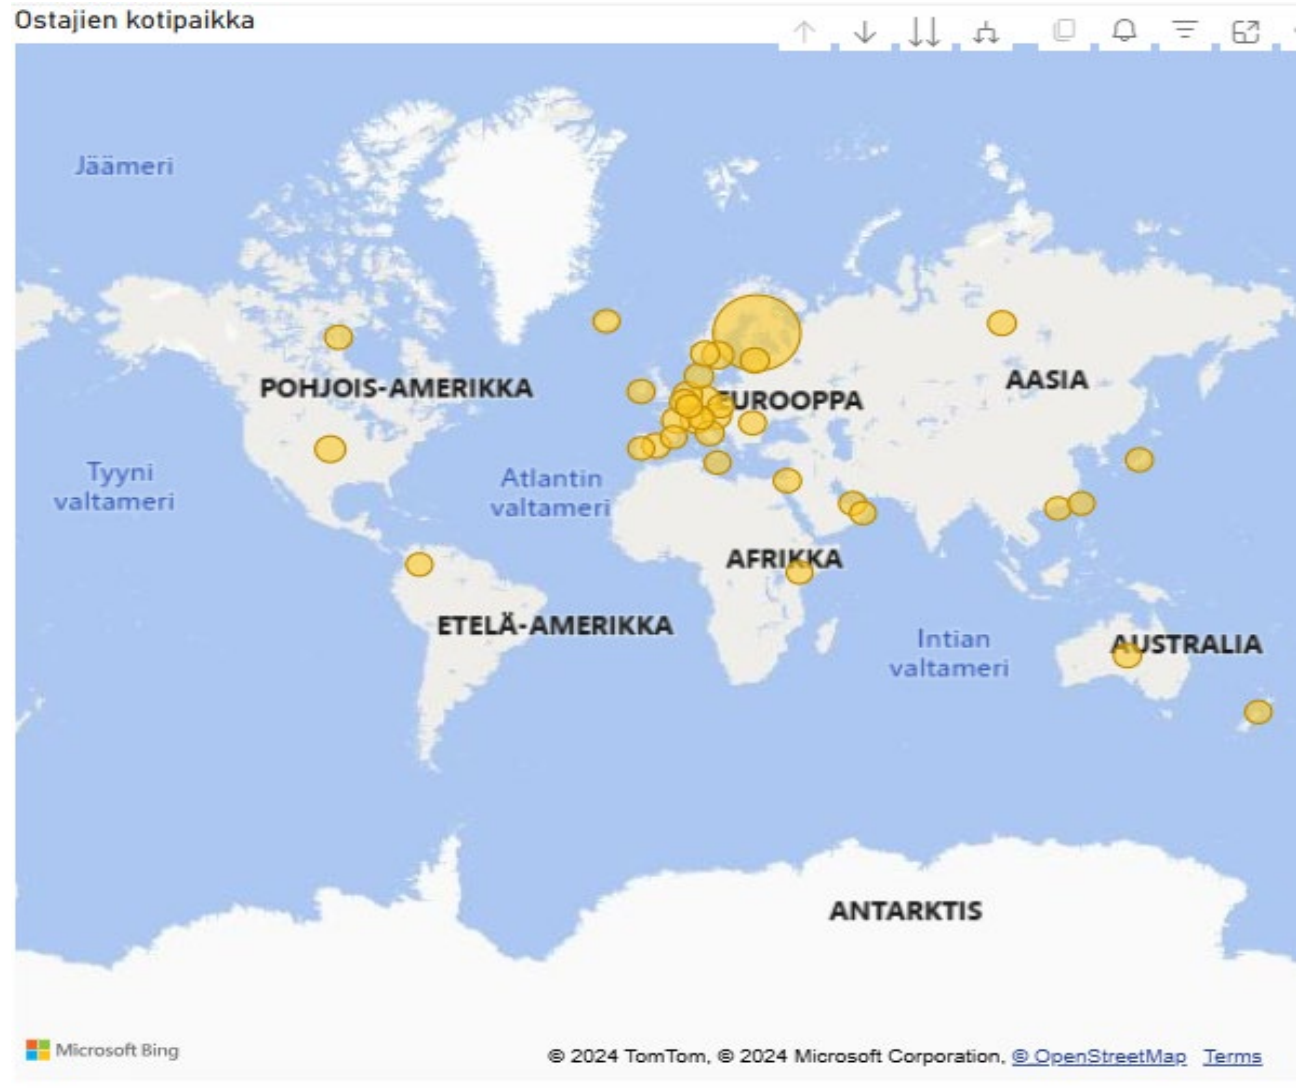 Ostajien kotipaikka
Jäämeri
POHJOIS-AMERIKKA
EUROOPPA
AASIA
Tyyni
valtameri
Atlantin
valtameri
AFRIKKA
ETELÄ-AMERIKKA
Intian
valtameri
AUSTRALIA
ANTARKTIS
Microsoft Bing
© 2024 TomTom, © 2024 Microsoft Corporation, © OpenStreetMap Terms